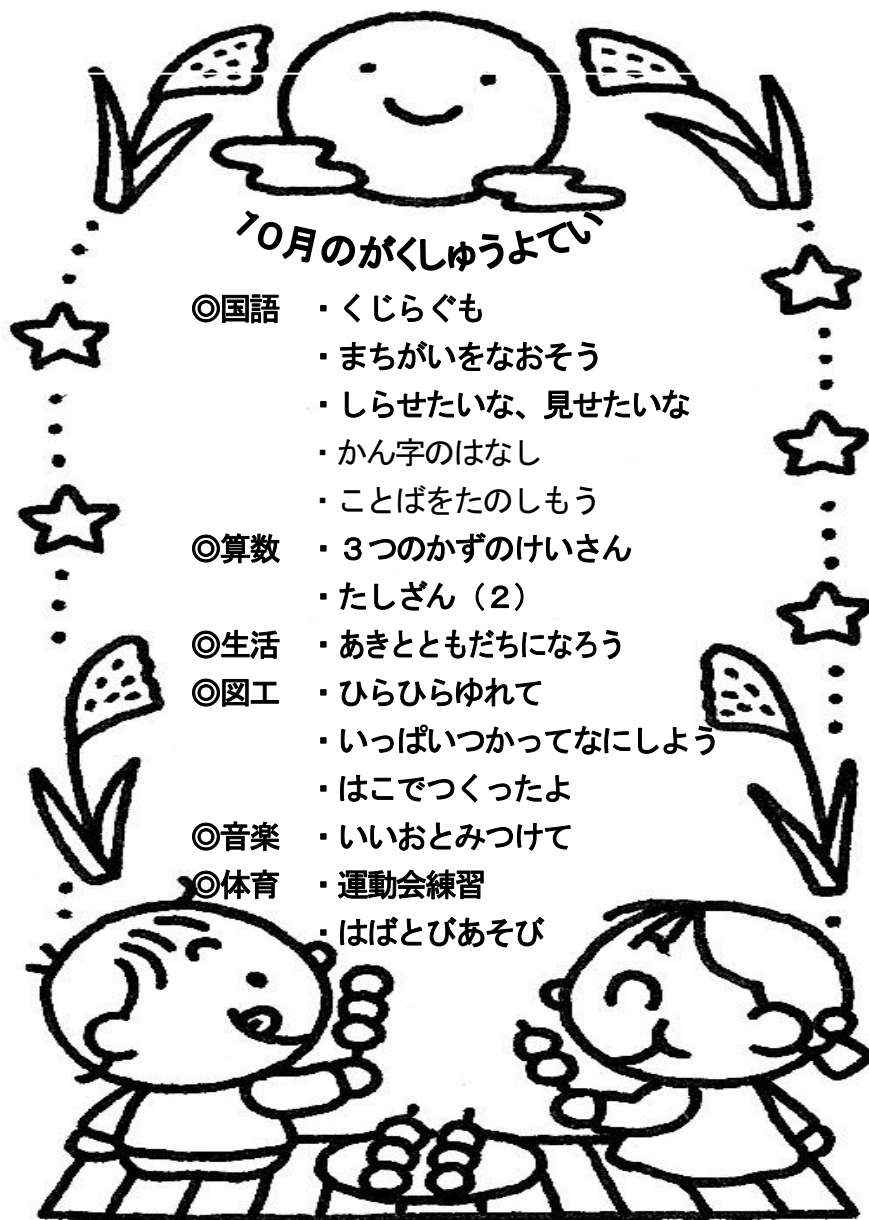 10月のがくしゅうよてい
◎国語　・くじらぐも
・まちがいをなおそう
・しらせたいな、見せたいな
・かん字のはなし
・ことばをたのしもう
◎算数　・３つのかずのけいさん
・たしざん（２）
◎生活　・あきとともだちになろう
◎図工　・ひらひらゆれて
・いっぱいつかってなにしよう
・はこでつくったよ
◎音楽　・いいおとみつけて
◎体育　・運動会練習
・はばとびあそび